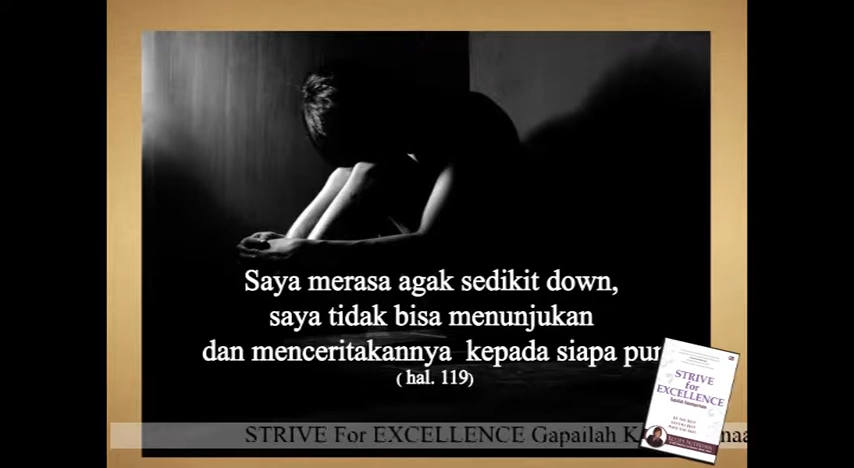 Saya merasa agak sedikit down,
saya tidak bisa menunjukan
dan menceritakannya kepada siapa pun
( hal. 119)
STRIVE
for
EXCELLENCE
STRIVE For EXCELLENCE Gapailah